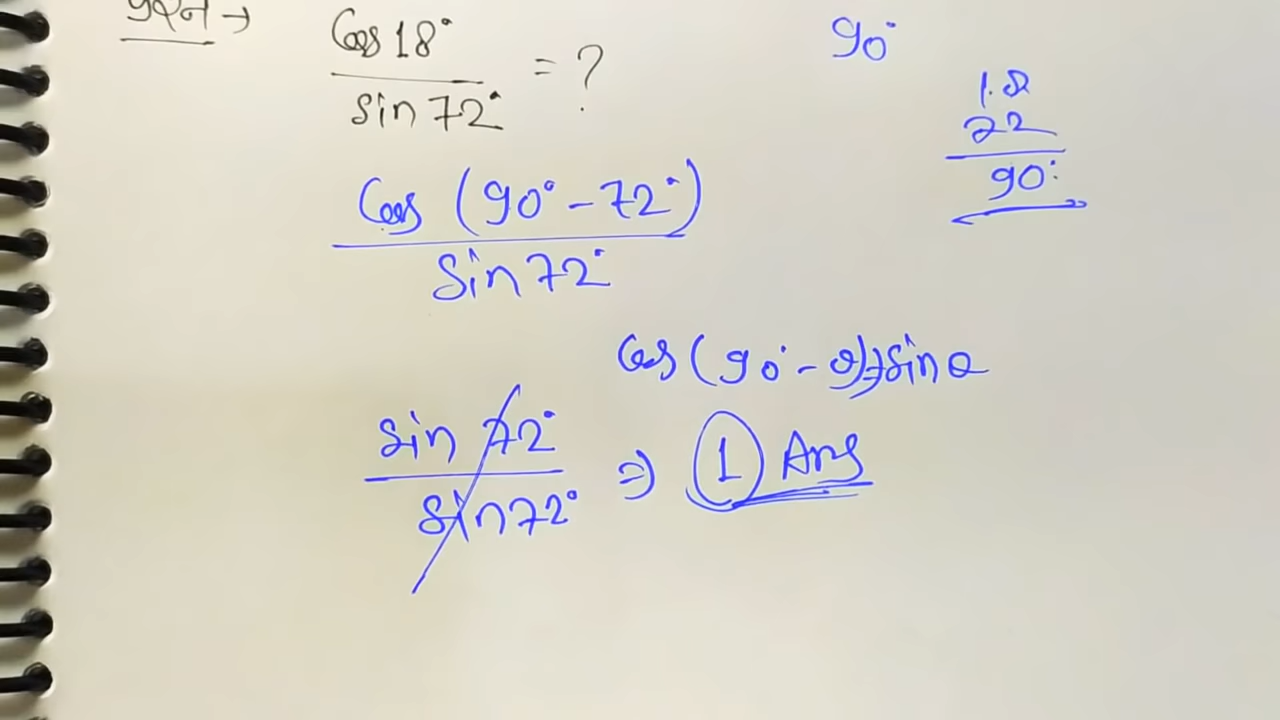 प्रश्न →
Cos 18°
sin 72°
= ?
90°
18
72
90°
Cos (90° - 72°)
Sin 72°
Cos (90° - θ) = sin θ
sin 72°
sin 72°
⇒ 1 Ans